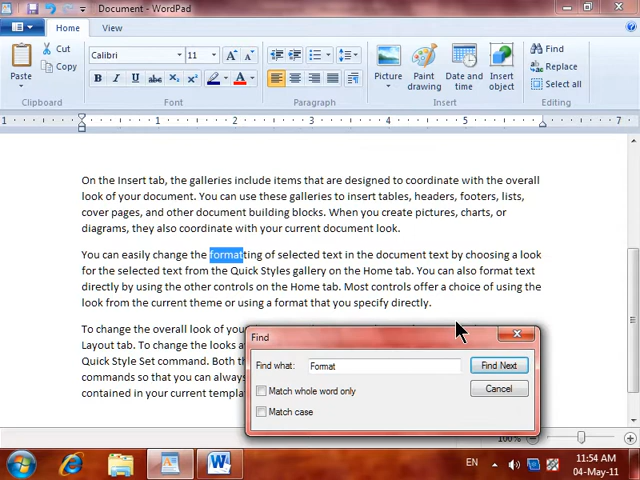 Document - WordPad
Home View
Cut
Copy
Paste
Clipboard
Calibri 11
Font
Paragraph
Picture
Paint drawing
Date and time
Insert object
Insert
Find
Replace
Select all
Editing
1 1 2 3 4 5 7
On the Insert tab, the galleries include items that are designed to coordinate with the overall
look of your document. You can use these galleries to insert tables, headers, footers, lists,
cover pages, and other document building blocks. When you create pictures, charts, or
diagrams, they also coordinate with your current document look.
You can easily change the formatting of selected text in the document text by choosing a look
for the selected text from the Quick Styles gallery on the Home tab. You can also format text
directly by using the other controls on the Home tab. Most controls offer a choice of using the
look from the current theme or using a format that you specify directly.
To change the overall look of you
Layout tab. To change the looks a
Quick Style Set command. Both th
commands so that you can always
contained in your current templa
Find
Find what: Format
Find Next
Cancel
Match whole word only
Match case
100%
EN
11:54 AM
04-May-11